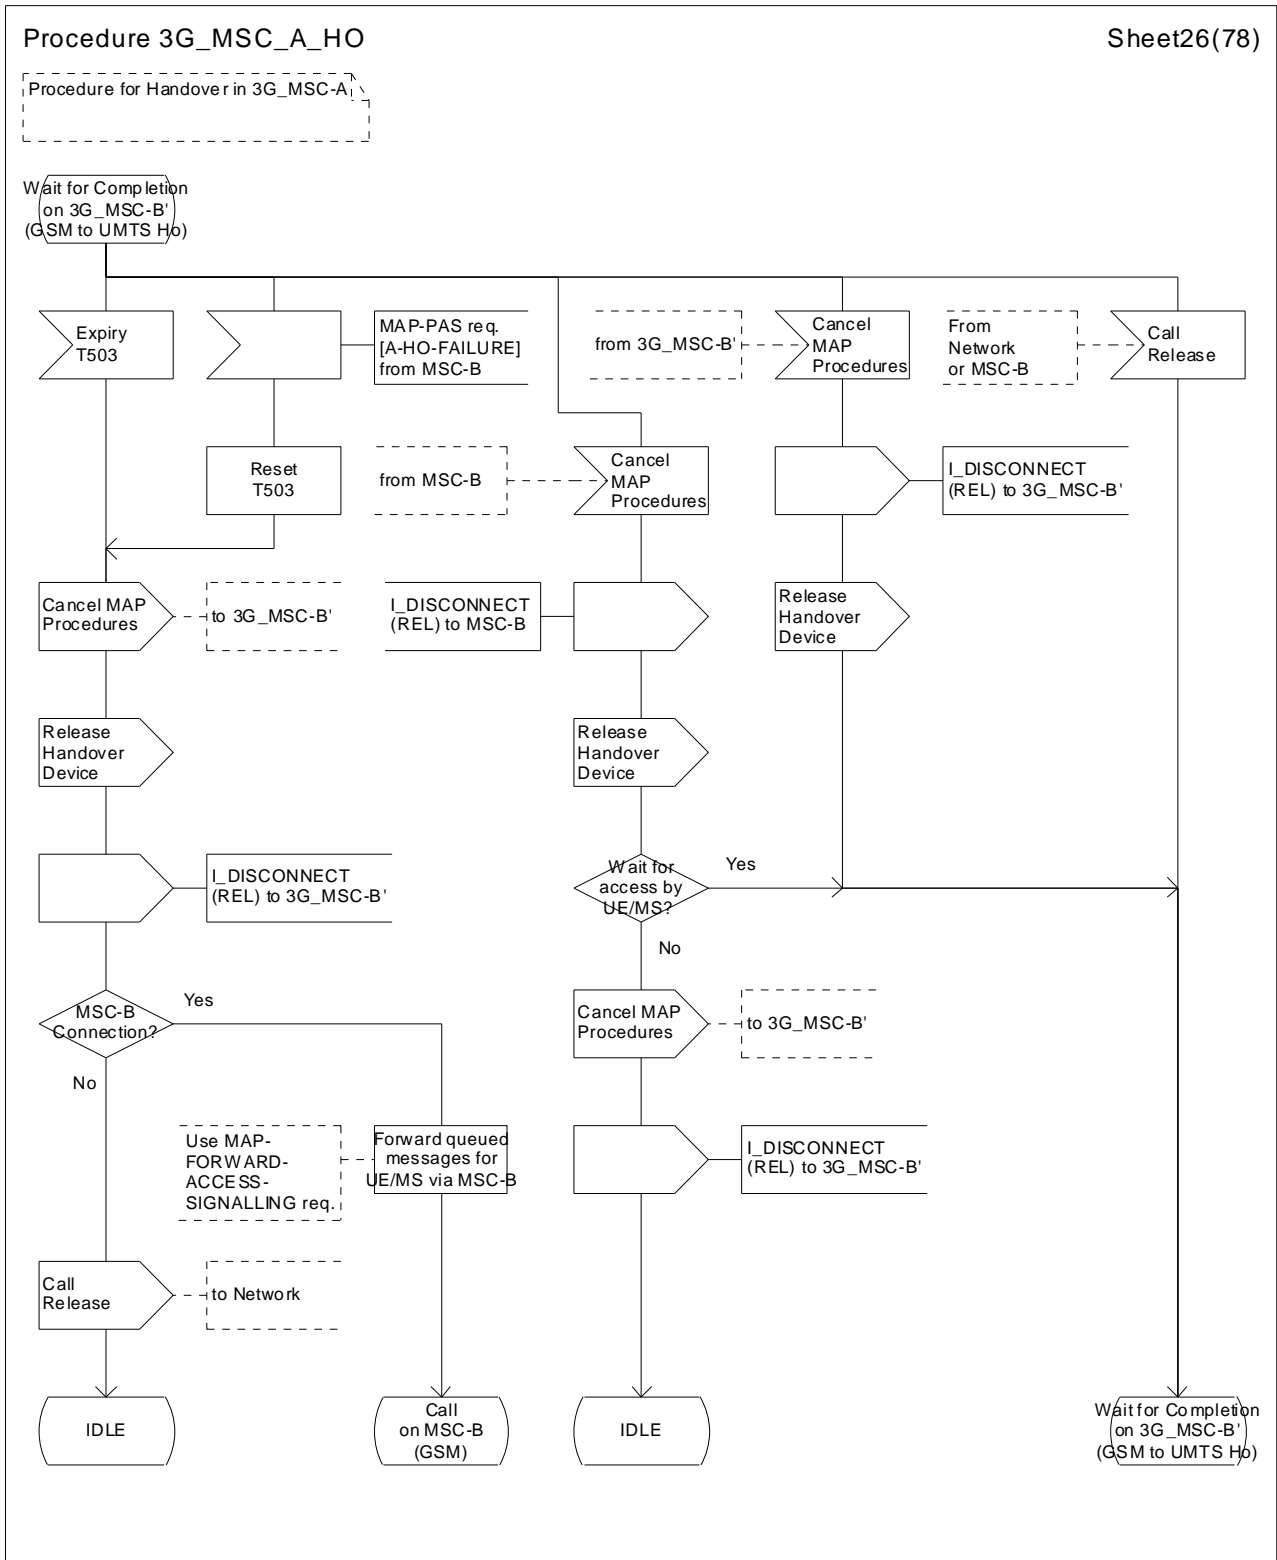 Procedure 3G_MSC_A_HO
Sheet26(78)
Procedure for Handover in 3G_MSC-A
Wait for Completion
on 3G_MSC-B'
(GSM to UMTS Ho)
Expiry
T503
MAP-PAS req.
[A-HO-FAILURE]
from MSC-B
from 3G_MSC-B'
Cancel
MAP
Procedures
From
Network
or MSC-B
Call
Release
Reset
T503
from MSC-B
Cancel
MAP
Procedures
I_DISCONNECT
(REL) to 3G_MSC-B'
Cancel MAP
Procedures
to 3G_MSC-B'
I_DISCONNECT
(REL) to MSC-B
Release
Handover
Device
Release
Handover
Device
Release
Handover
Device
I_DISCONNECT
(REL) to 3G_MSC-B'
Wait for
access by
UE/MS?
Yes
No
MSC-B
Connection?
Yes
No
Cancel MAP
Procedures
to 3G_MSC-B'
Use MAP-
FORWARD-
ACCESS-
SIGNALLING req.
Forward queued
messages for
UE/MS via MSC-B
I_DISCONNECT
(REL) to 3G_MSC-B'
Call
Release
to Network
IDLE
Call
on MSC-B
(GSM)
IDLE
Wait for Completion
on 3G_MSC-B'
(GSM to UMTS Ho)